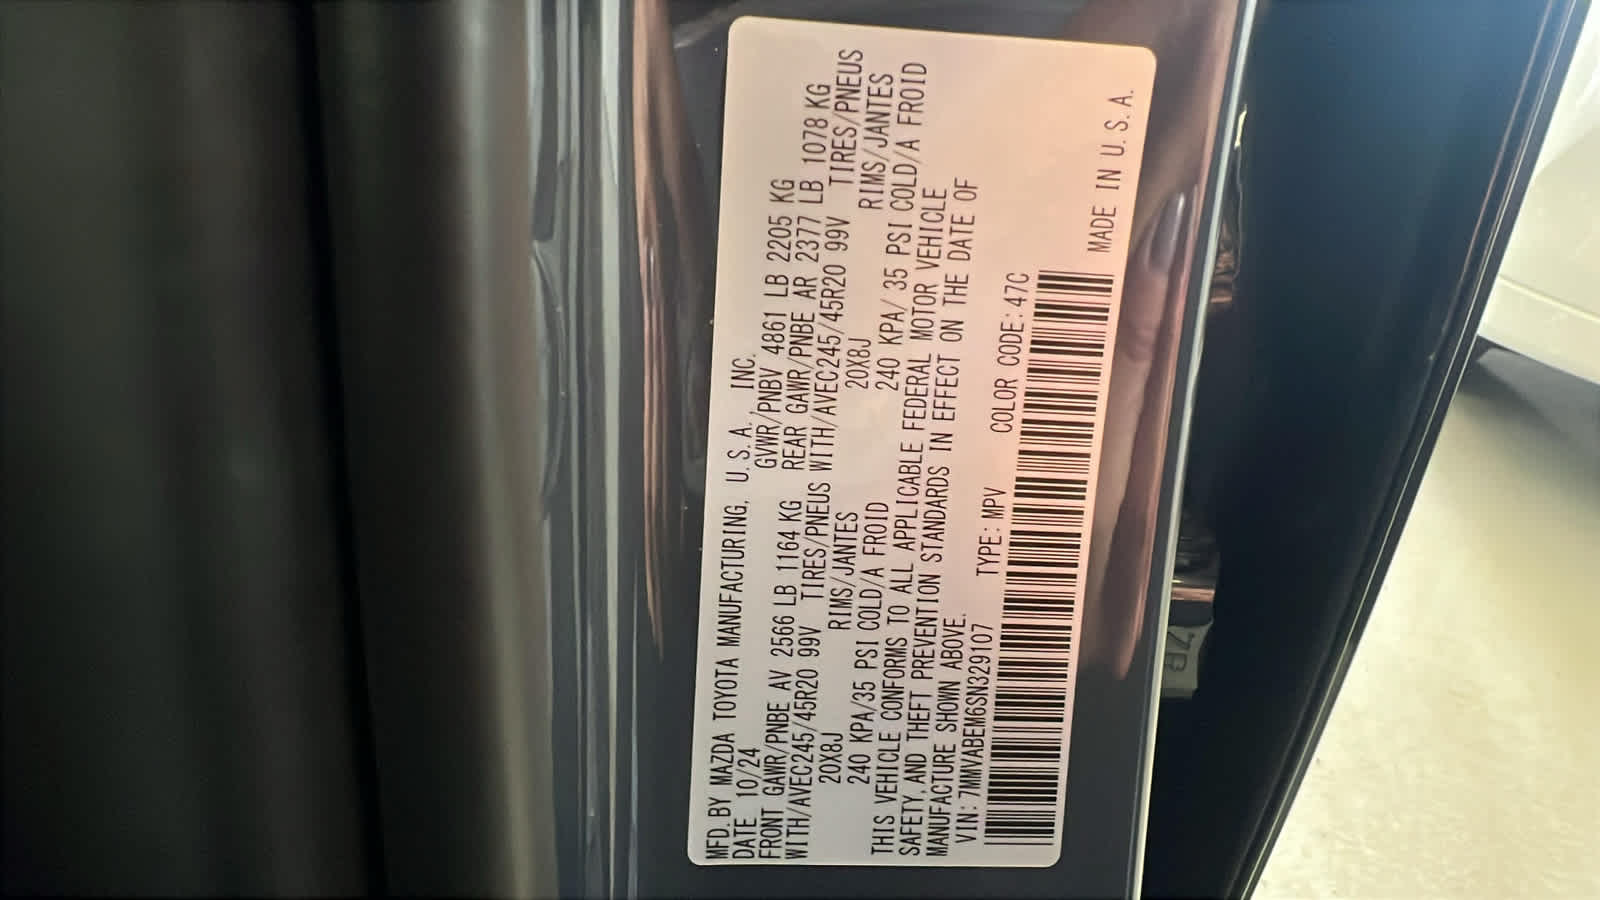 MFD. BY MAZDA TOYOTA MANUFACTURING, U.S.A. INC.
DATE 10/24 GVWR/PNBV 4861 LB 2205 KG
FRONT GAWR/PNBE AV 2566 LB 1164 KG REAR GAWR/PNBE AR 2377 LB 1078 KG
WITH/AVEC245/45R20 99V TIRES/PNEUS WITH/AVEC245/45R20 99V TIRES/PNEUS
20X8J RIMS/JANTES 20X8J RIMS/JANTES
240 KPA/35 PSI COLD/A FROID 240 KPA/ 35 PSI COLD/A FROID
THIS VEHICLE CONFORMS TO ALL APPLICABLE FEDERAL MOTOR VEHICLE
SAFETY, AND THEFT PREVENTION STANDARDS IN EFFECT ON THE DATE OF
MANUFACTURE SHOWN ABOVE.
VIN: 7MMVABEM6SN329107 TYPE: MPV COLOR CODE: 47C
MADE IN U.S.A.